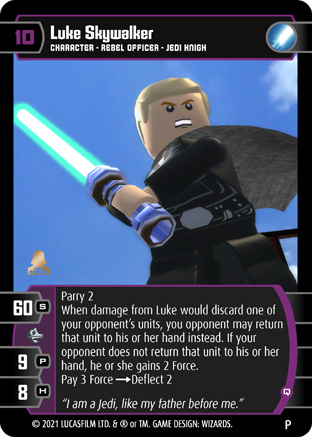 10
Luke Skywalker
CHARACTER - REBEL OFFICER - JEDI KNIGH
60 S
9 P
8 H
Parry 2
When damage from Luke would discard one of
your opponent's units, you opponent may return
that unit to his or her hand instead. If your
opponent does not return that unit to his or her
hand, he or she gains 2 Force.
Pay 3 Force →Deflect 2
"I am a Jedi, like my father before me."
Q
© 2021 LUCASFILM LTD. & ® or TM. GAME DESIGN: WIZARDS.
P